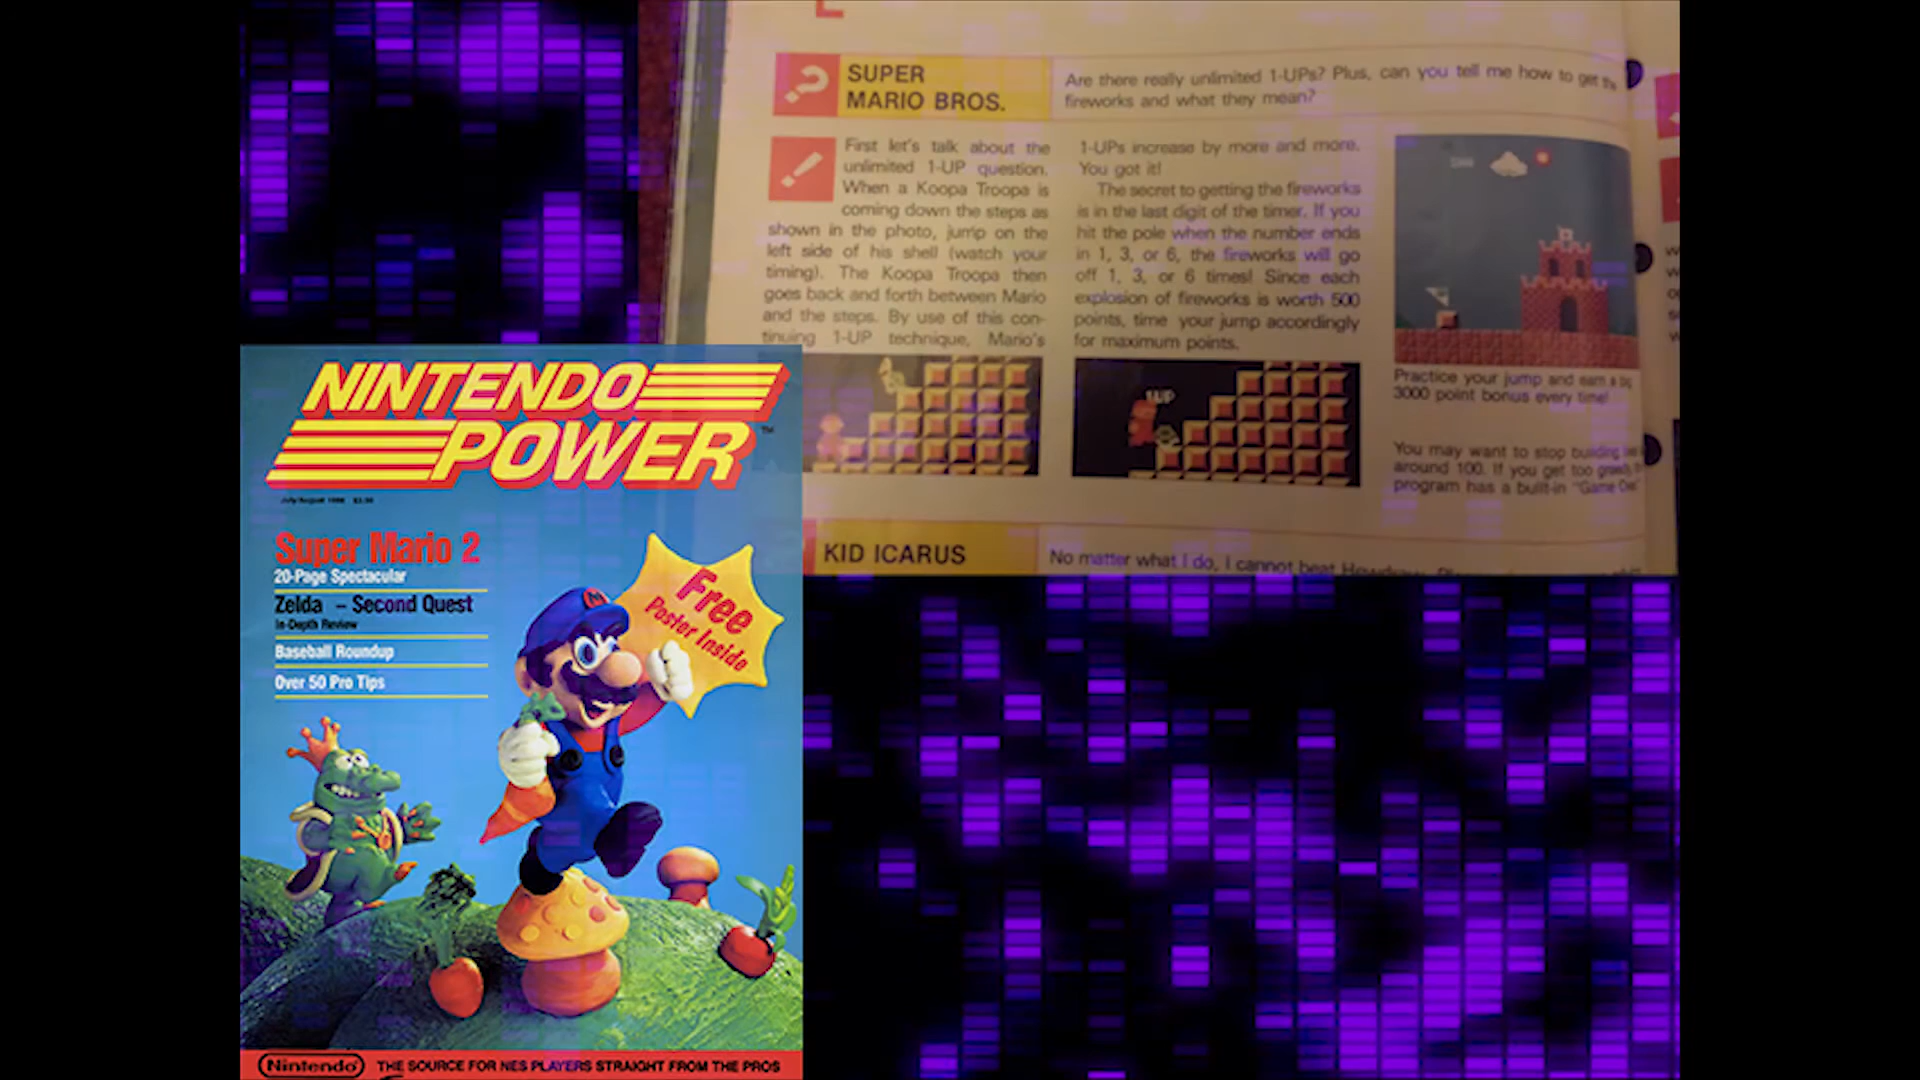 SUPER
MARIO BROS.
Are there really unlimited 1-UPs? Plus, can you tell me how to get the
fireworks and what they mean?
First let's talk about the
unlimited 1-UP question.
When a Koopa Troopa is
coming down the steps as
shown in the photo, jump on the
left side of his shell (watch your
timing). The Koopa Troopa then
goes back and forth between Mario
and the steps. By use of this con-
tinuing 1-UP technique, Mario's
1-UPs increase by more and more.
You got it!
The secret to getting the fireworks
is in the last digit of the timer. If you
hit the pole when the number ends
in 1, 3, or 6, the fireworks will go
off 1, 3, or 6 times! Since each
explosion of fireworks is worth 500
points, time your jump accordingly
for maximum points.
1UP
Practice your jump and earn a big
3000 point bonus every time!
You may want to stop building
around 100. If you get too greedy,
program has a built-in "Game Over"
KID ICARUS
No matter what I do, I cannot beat Hewdraw.
NINTENDO
POWER
TM
July/August 1988 $3.50
Super Mario 2
20-Page Spectacular
Zelda – Second Quest
In-Depth Review
Baseball Roundup
Over 50 Pro Tips
Free
Poster Inside
M
Nintendo THE SOURCE FOR NES PLAYERS STRAIGHT FROM THE PROS